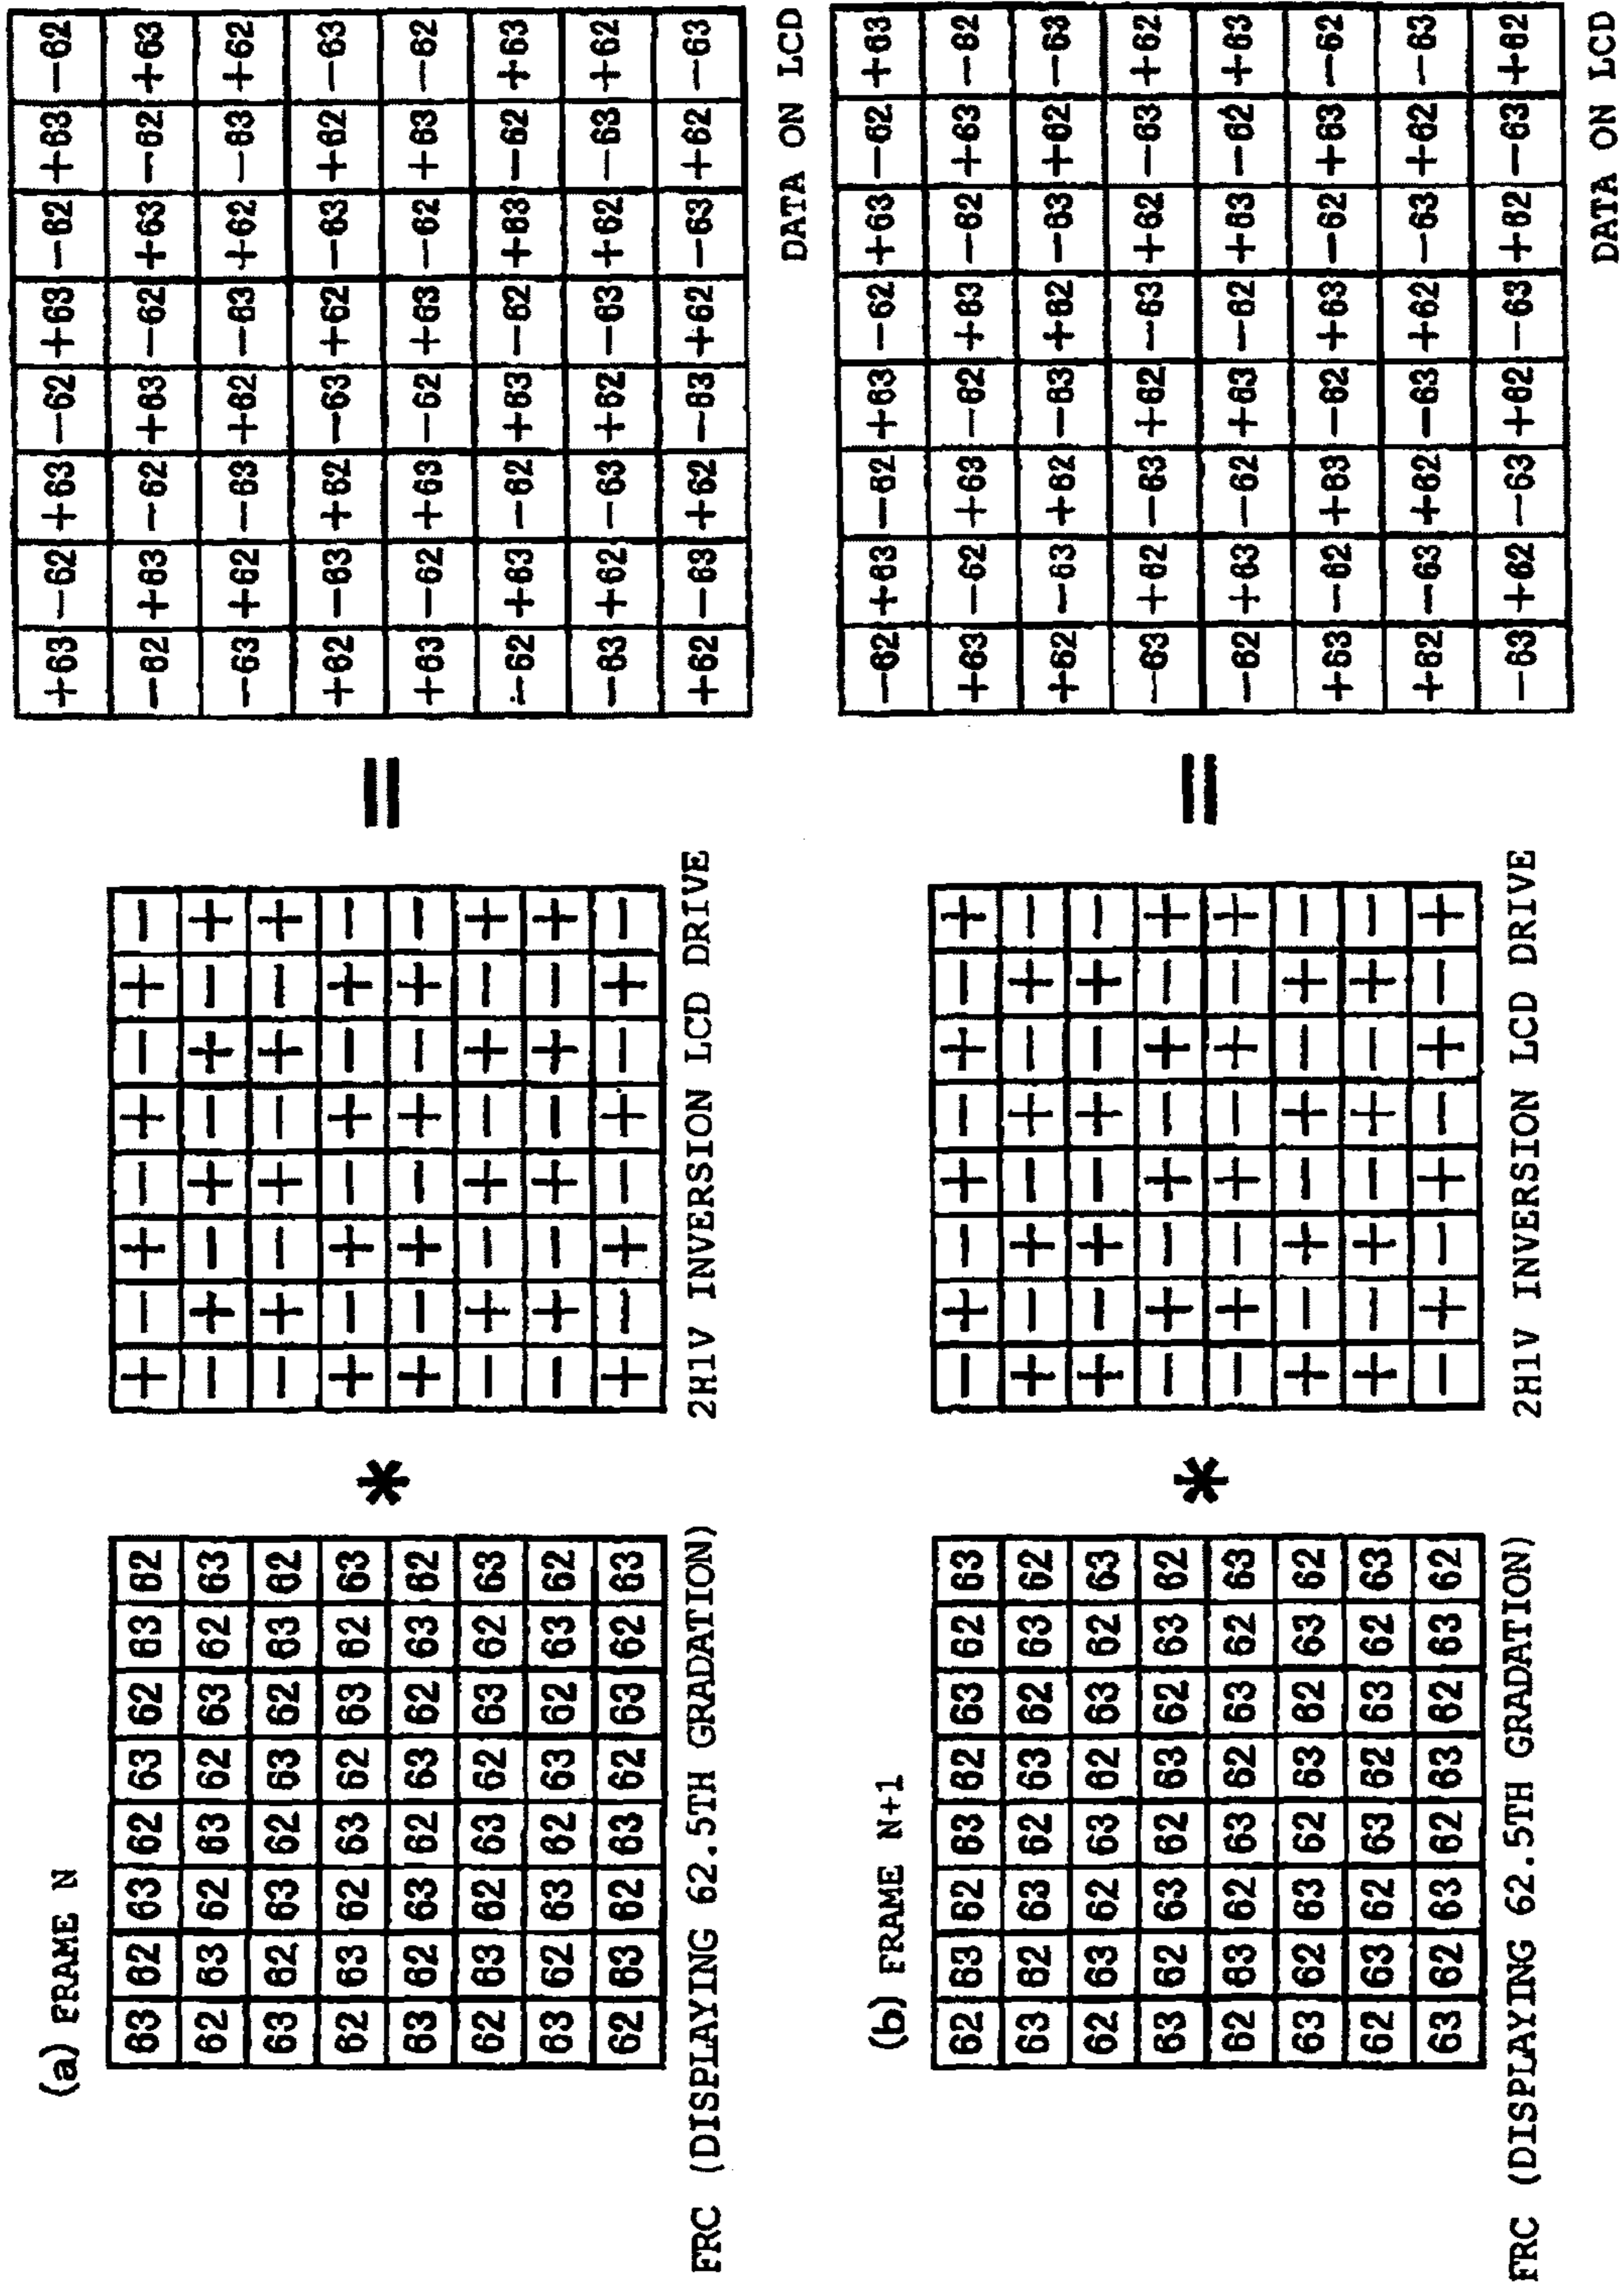 (a) FRAME N
63 62 63 62 63 62 63 62
62 63 62 63 62 63 62 63
63 62 63 62 63 62 63 62
62 63 62 63 62 63 62 63
63 62 63 62 63 62 63 62
62 63 62 63 62 63 62 63
63 62 63 62 63 62 63 62
62 63 62 63 62 63 62 63
FRC (DISPLAYING 62.5TH GRADATION)
*
+ − + − + − + −
− + − + − + − +
− + − + − + − +
+ − + − + − + −
+ − + − + − + −
− + − + − + − +
− + − + − + − +
+ − + − + − + −
2H1V INVERSION LCD DRIVE
=
+63 −62 +63 −62 +63 −62 +63 −62
−62 +63 −62 +63 −62 +63 −62 +63
−63 +62 −63 +62 −63 +62 −63 +62
+62 −63 +62 −63 +62 −63 +62 −63
+63 −62 +63 −62 +63 −62 +63 −62
−62 +63 −62 +63 −62 +63 −62 +63
−63 +62 −63 +62 −63 +62 −63 +62
+62 −63 +62 −63 +62 −63 +62 −63
DATA ON LCD
(b) FRAME N+1
62 63 62 63 62 63 62 63
63 62 63 62 63 62 63 62
62 63 62 63 62 63 62 63
63 62 63 62 63 62 63 62
62 63 62 63 62 63 62 63
63 62 63 62 63 62 63 62
62 63 62 63 62 63 62 63
63 62 63 62 63 62 63 62
FRC (DISPLAYING 62.5TH GRADATION)
*
− + − + − + − +
+ − + − + − + −
+ − + − + − + −
− + − + − + − +
− + − + − + − +
+ − + − + − + −
+ − + − + − + −
− + − + − + − +
2H1V INVERSION LCD DRIVE
=
−62 +63 −62 +63 −62 +63 −62 +63
+63 −62 +63 −62 +63 −62 +63 −62
+62 −63 +62 −63 +62 −63 +62 −63
−63 +62 −63 +62 −63 +62 −63 +62
−62 +63 −62 +63 −62 +63 −62 +63
+63 −62 +63 −62 +63 −62 +63 −62
+62 −63 +62 −63 +62 −63 +62 −63
−63 +62 −63 +62 −63 +62 −63 +62
DATA ON LCD